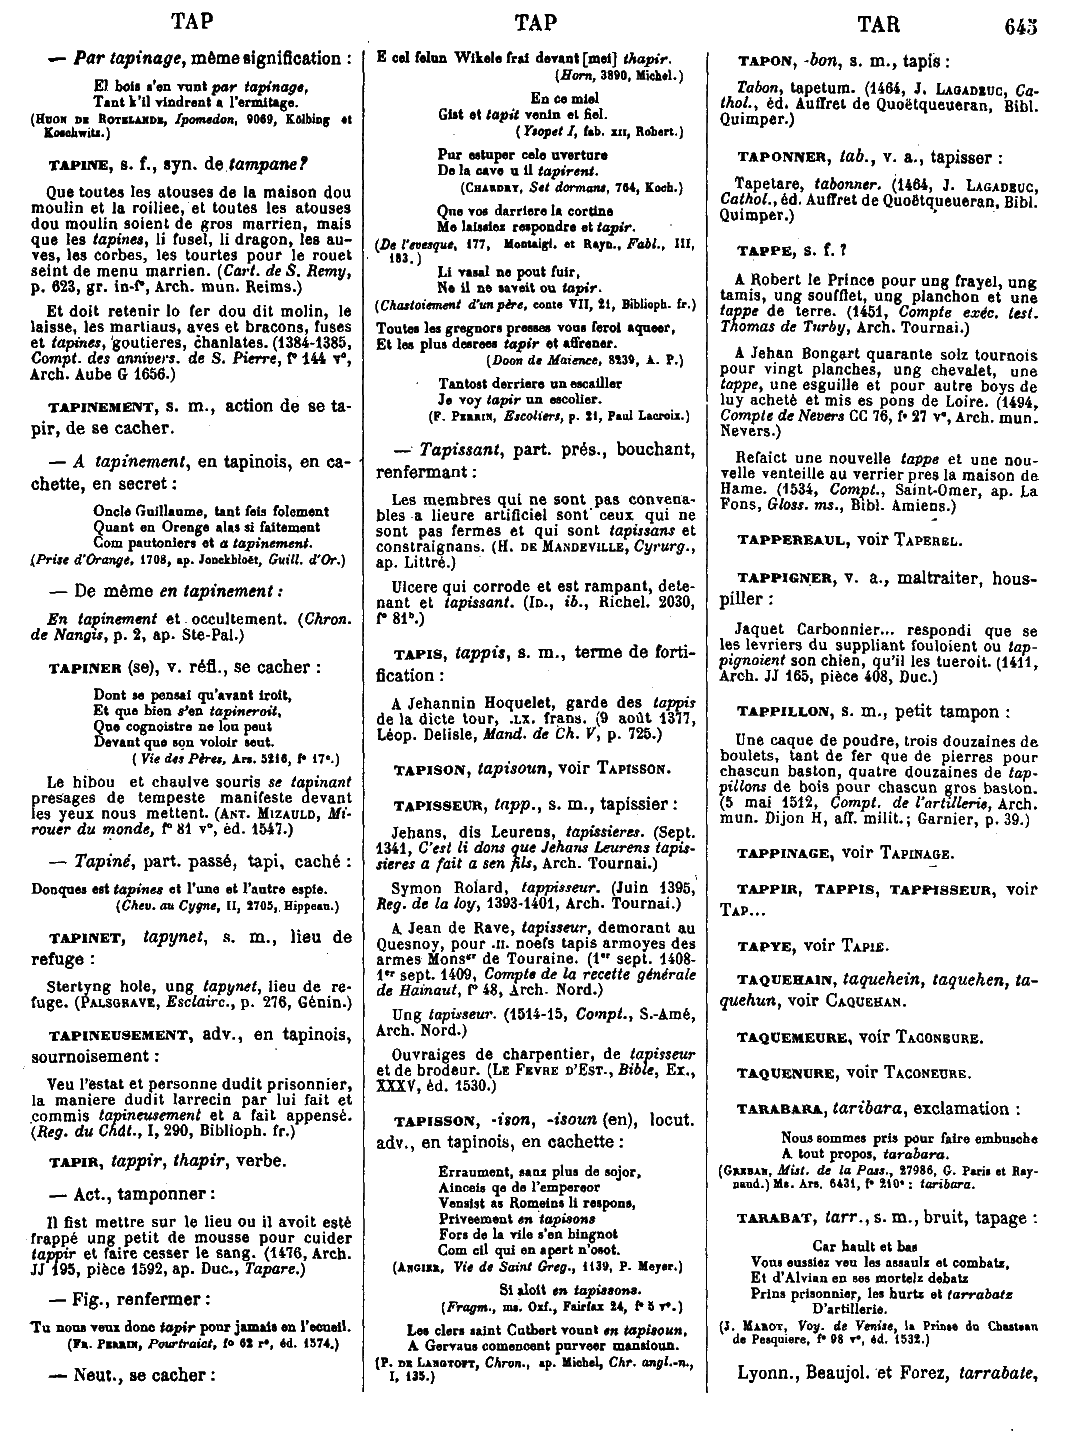 TAP
TAP
TAR
643
— Par tapinage, même signification :
El bois s'en vunt par tapinage,
Tant k'il vindrent a l'ermitage.
(HUON DE ROTELANDE, Ipomedon, 9069, Kölbing et
Koschwitz.)
TAPINE, s. f., syn. de tampane?
Que toutes les atouses de la maison dou
moulin et la roiliee, et toutes les atouses
dou moulin soient de gros marrien, mais
que les tapines, li fusel, li dragon, les au-
ves, les corbes, les tourtes pour le rouet
seint de menu marrien. (Cart. de S. Remy,
p. 623, gr. in-f°, Arch. mun. Reims.)
Et doit retenir lo fer dou dit molin, le
laisse, les martiaus, aves et bracons, fuses
et tapines, goutieres, chanlates. (1384-1385,
Compt. des annivers. de S. Pierre, f° 144 v°,
Arch. Aube G 1656.)
TAPINEMENT, s. m., action de se ta-
pir, de se cacher.
— A tapinement, en tapinois, en ca-
chette, en secret :
Oncle Guillaume, tant feis folement
Quant en Orenge alas si faitement
Com pautoniers et a tapinement.
(Prise d'Orange, 1708, ap. Jonckbloët, Guill. d'Or.)
— De même en tapinement :
En tapinement et occultement. (Chron.
de Nangis, p. 2, ap. Ste-Pal.)
TAPINER (se), v. réfl., se cacher :
Dont se pensai qu'avant iroit,
Et que bien s'en tapineroit,
Que cognoistre ne lou peut
Devant que son voloir seut.
(Vie des Pères, Ars. 5216, f° 17°.)
Le hibou et chaulve souris se tapinant
presages de tempeste manifeste devant
les yeux nous mettent. (ANT. MIZAULD, Mi-
rouer du monde, f° 81 v°, éd. 1547.)
— Tapiné, part. passé, tapi, caché :
Donques est tapines et l'une et l'autre espie.
(Chev. au Cygne, II, 2705, Hippeau.)
TAPINET, tapynet, s. m., lieu de
refuge :
Stertyng hole, ung tapynet, lieu de re-
fuge. (PALSGRAVE, Esclairc., p. 276, Génin.)
TAPINEUSEMENT, adv., en tapinois,
sournoisement :
Veu l'estat et personne dudit prisonnier,
la maniere dudit larrecin par lui fait et
commis tapineusement et a fait appensé.
(Reg. du Chât., I, 290, Biblioph. fr.)
TAPIR, tappir, thapir, verbe.
— Act., tamponner :
Il fist mettre sur le lieu ou il avoit esté
frappé ung petit de mousse pour cuider
tappir et faire cesser le sang. (1476, Arch.
JJ 195, pièce 1592, ap. Duc., Tapare.)
— Fig., renfermer :
Tu nous veux donc tapir pour jamais en l'ecueil.
(FR. PERRIN, Pourtraict, fo 62 r°, éd. 1574.)
— Neut., se cacher :
E cel felun Wikele frai devant [mei] thapir.
(Horn, 3890, Michel.)
En ce miel
Gist et tapit venin et fiel.
(Ysopet I, fab. XII, Robert.)
Pur estuper cele uverture
De la cave u il tapirent.
(CHARDRY, Set dormans, 764, Koch.)
Que vos darriere la cortine
Me laissiez respondre et tapir.
(De l'evesque, 177, Montaigl. et Rayn., Fabl., III,
183.)
Li vasal ne pout fuir,
Ne il ne saveit ou tapir.
(Chastoiement d'un père, conte VII, 21, Biblioph. fr.)
Toutes les gregnors presses vous feroi aqueer,
Et les plus desrees tapir et affrener.
(Doon de Maience, 8239, A. P.)
Tantost derriere un escailler
Je voy tapir un escolier.
(F. PERRIN, Escoliers, p. 21, Paul Lacroix.)
— Tapissant, part. prés., bouchant,
renfermant :
Les membres qui ne sont pas convena-
bles a lieure artificiel sont ceux qui ne
sont pas fermes et qui sont tapissans et
constraignans. (H. DE MANDEVILLE, Cyrurg.,
ap. Littré.)
Ulcere qui corrode et est rampant, dete-
nant et tapissant. (ID., ib., Richel. 2030,
f° 81b.)
TAPIS, tappis, s. m., terme de forti-
fication :
A Jehannin Hoquelet, garde des tappis
de la dicte tour, .LX. frans. (9 août 1377,
Léop. Delisle, Mand. de Ch. V, p. 725.)
TAPISON, tapisoun, voir TAPISSON.
TAPISSEUR, tapp., s. m., tapissier :
Jehans, dis Leurens, tapissieres. (Sept.
1341, C'est li dons que Jehans Leurens tapis-
sieres a fait a sen fils, Arch. Tournai.)
Symon Rolard, tappisseur. (Juin 1395,
Reg. de la loy, 1393-1401, Arch. Tournai.)
A Jean de Rave, tapisseur, demorant au
Quesnoy, pour .II. noefs tapis armoyes des
armes Monsgr de Touraine. (1er sept. 1408-
1er sept. 1409, Compte de la recette générale
de Hainaut, f° 48, Arch. Nord.)
Ung tapisseur. (1514-15, Compt., S.-Amé,
Arch. Nord.)
Ouvraiges de charpentier, de tapisseur
et de brodeur. (LE FEVRE D'EST., Bible, Ex.,
XXXV, éd. 1530.)
TAPISSON, -ison, -isoun (en), locut.
adv., en tapinois, en cachette :
Erraument, sanz plus de sojor,
Ainceis qe de l'empereor
Vensist as Romeins li respons,
Priveement en tapisons
Fors de la vile s'en bingnot
Com cil qui en apert n'osot.
(ANGIER, Vie de Saint Greg., 1139, P. Meyer.)
Si aloit en tapissons.
(Fragm., ms. Oxf., Fairfax 24, f° 5 r°.)
Les clers saint Cutbert vount en tapisoun,
A Gervaus comencent purveer mansioun.
(P. DE LANGTOFT, Chron., ap. Michel, Chr. angl.-n.,
I, 135.)
TAPON, -bon, s. m., tapis :
Tabon, tapetum. (1464, J. LAGADEUC, Ca-
thol., éd. Auffret de Quoëtqueueran, Bibl.
Quimper.)
TAPONNER, tab., v. a., tapisser :
Tapetare, tabonner. (1464, J. LAGADEUC,
Cathol., éd. Auffret de Quoëtqueueran, Bibl.
Quimper.)
TAPPE, s. f. ?
A Robert le Prince pour ung frayel, ung
tamis, ung soufflet, ung planchon et une
tappe de terre. (1451, Compte exéc. test.
Thomas de Turby, Arch. Tournai.)
A Jehan Bongart quarante solz tournois
pour vingt planches, ung chevalet, une
tappe, une esguille et pour autre boys de
luy acheté et mis es pons de Loire. (1494,
Compte de Nevers CC 76, f° 27 v°, Arch. mun.
Nevers.)
Refaict une nouvelle tappe et une nou-
velle venteille au verrier pres la maison de
Hame. (1534, Compt., Saint-Omer, ap. La
Fons, Gloss. ms., Bibl. Amiens.)
TAPPEREAUL, voir TAPEREL.
TAPPIGNER, v. a., maltraiter, hous-
piller :
Jaquet Carbonnier... respondi que se
les levriers du suppliant fouloient ou tap-
pignoient son chien, qu'il les tueroit. (1411,
Arch. JJ 165, pièce 408, Duc.)
TAPPILLON, s. m., petit tampon :
Une caque de poudre, trois douzaines de
boulets, tant de fer que de pierres pour
chascun baston, quatre douzaines de tap-
pillons de bois pour chascun gros baston.
(5 mai 1512, Compt. de l'artillerie, Arch.
mun. Dijon H, aff. milit.; Garnier, p. 39.)
TAPPINAGE, voir TAPINAGE.
TAPPIR, TAPPIS, TAPPISSEUR, voir
TAP...
TAPYE, voir TAPIE.
TAQUEHAIN, taquehein, taquehen, ta-
quehun, voir CAQUEHAN.
TAQUEMEURE, voir TACONEURE.
TAQUENURE, voir TACONEURE.
TARABARA, taribara, exclamation :
Nous sommes pris pour faire embusche
A tout propos, tarabara.
(GREBAN, Mist. de la Pass., 27986, G. Paris et Ray-
naud.) Ms. Ars. 6431, f° 210° : taribara.
TARABAT, tarr., s. m., bruit, tapage :
Car hault et bas
Vous eussiez veu les assaulx et combatz,
Et d'Alvian en ses mortelz debatz
Prins prisonnier, les hurtz et tarrabatz
D'artillerie.
(J. MAROT, Voy. de Venise, la Prinse du Chasteau
de Pesquiere, f° 98 v°, éd. 1532.)
Lyonn., Beaujol. et Forez, tarrabate,